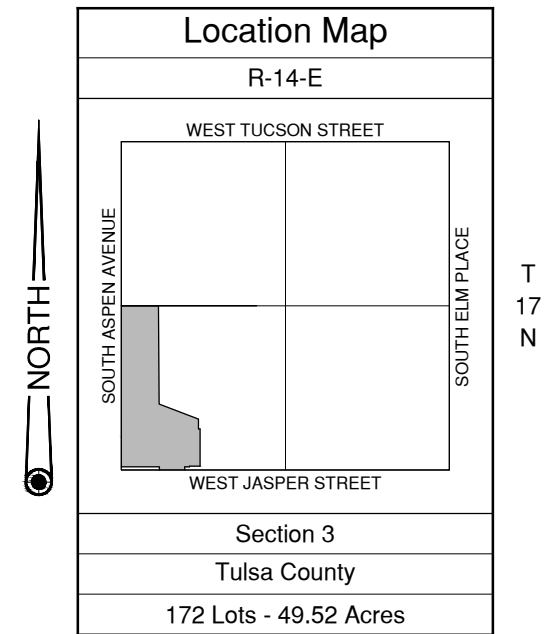 Location Map
R-14-E
WEST TUCSON STREET
SOUTH ASPEN AVENUE
SOUTH ELM PLACE
WEST JASPER STREET
NORTH
T
17
N
Section 3
Tulsa County
172 Lots - 49.52 Acres